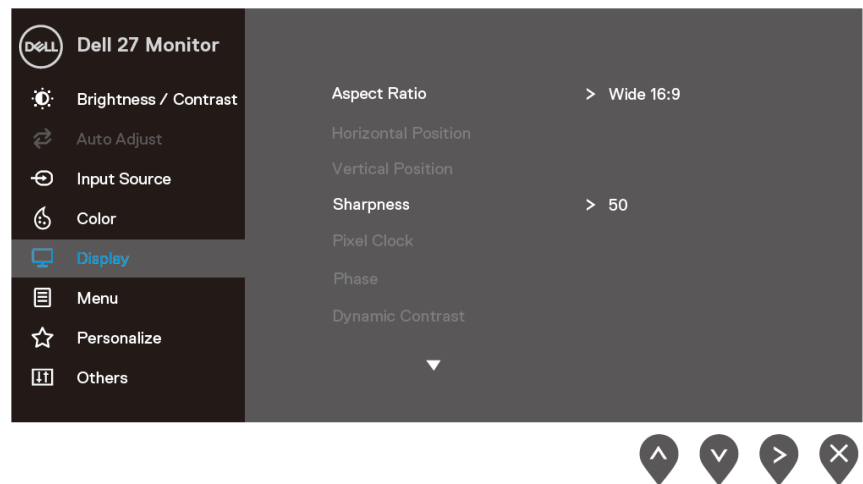 DELL Dell 27 Monitor
Brightness / Contrast
Auto Adjust
Input Source
Color
Display
Menu
Personalize
Others
Aspect Ratio > Wide 16:9
Horizontal Position
Vertical Position
Sharpness > 50
Pixel Clock
Phase
Dynamic Contrast